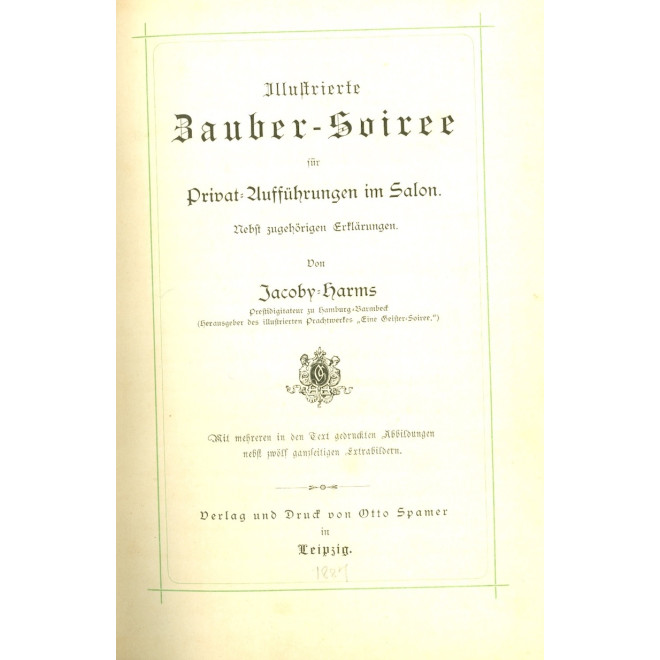 Illustrierte
Zauber-Soiree
für
Privat-Aufführungen im Salon.
Nebst zugehörigen Erklärungen.
Von
Jacoby-Harms
Prestidigitateur zu Hamburg-Barmbeck
(Herausgeber des illustrierten Prachtwerkes „Eine Geister-Soiree.")
Mit mehreren in den Text gedruckten Abbildungen
nebst zwölf ganzseitigen Extrabildern.
Verlag und Druck von Otto Spamer
in
Leipzig.
1887